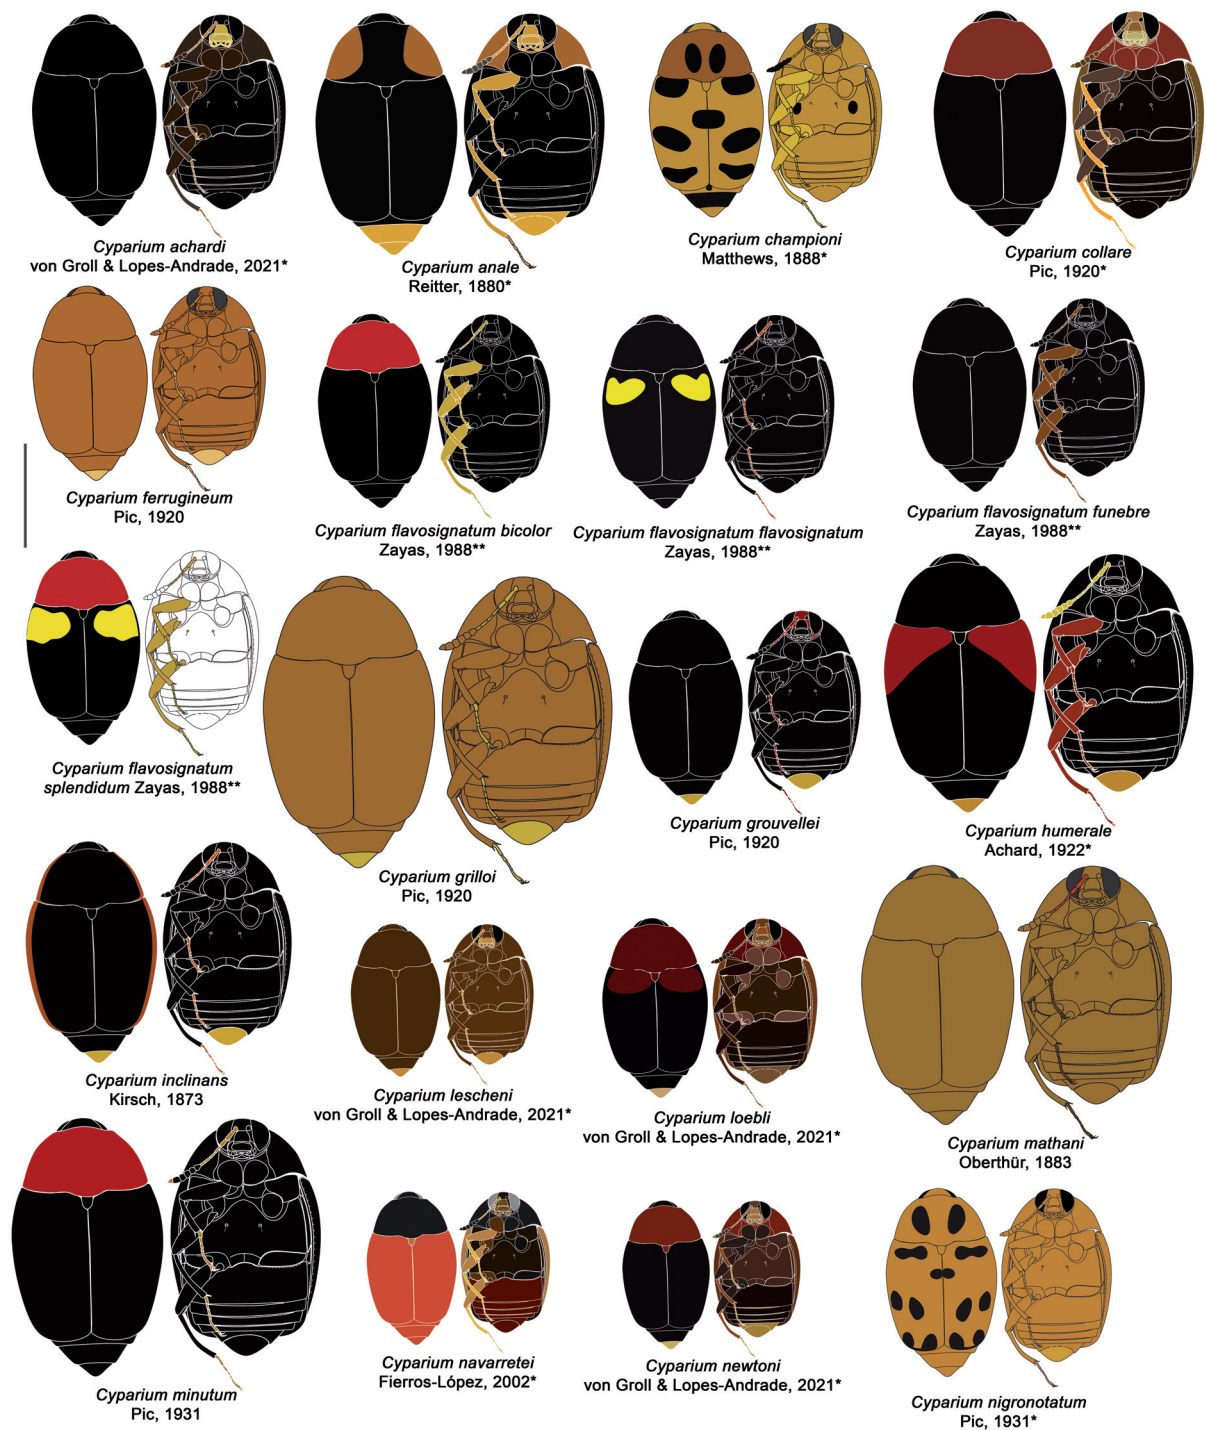 Cyparium achardi
von Groll & Lopes-Andrade, 2021*
Cyparium anale
Reitter, 1880*
Cyparium championi
Matthews, 1888*
Cyparium collare
Pic, 1920*
Cyparium ferrugineum
Pic, 1920
Cyparium flavosignatum bicolor
Zayas, 1988**
Cyparium flavosignatum flavosignatum
Zayas, 1988**
Cyparium flavosignatum funebre
Zayas, 1988**
Cyparium flavosignatum
splendidum Zayas, 1988**
Cyparium grilloi
Pic, 1920
Cyparium grouvellei
Pic, 1920
Cyparium humerale
Achard, 1922*
Cyparium inclinans
Kirsch, 1873
Cyparium lescheni
von Groll & Lopes-Andrade, 2021*
Cyparium loebli
von Groll & Lopes-Andrade, 2021*
Cyparium mathani
Oberthür, 1883
Cyparium minutum
Pic, 1931
Cyparium navarretei
Fierros-López, 2002*
Cyparium newtoni
von Groll & Lopes-Andrade, 2021*
Cyparium nigronotatum
Pic, 1931*